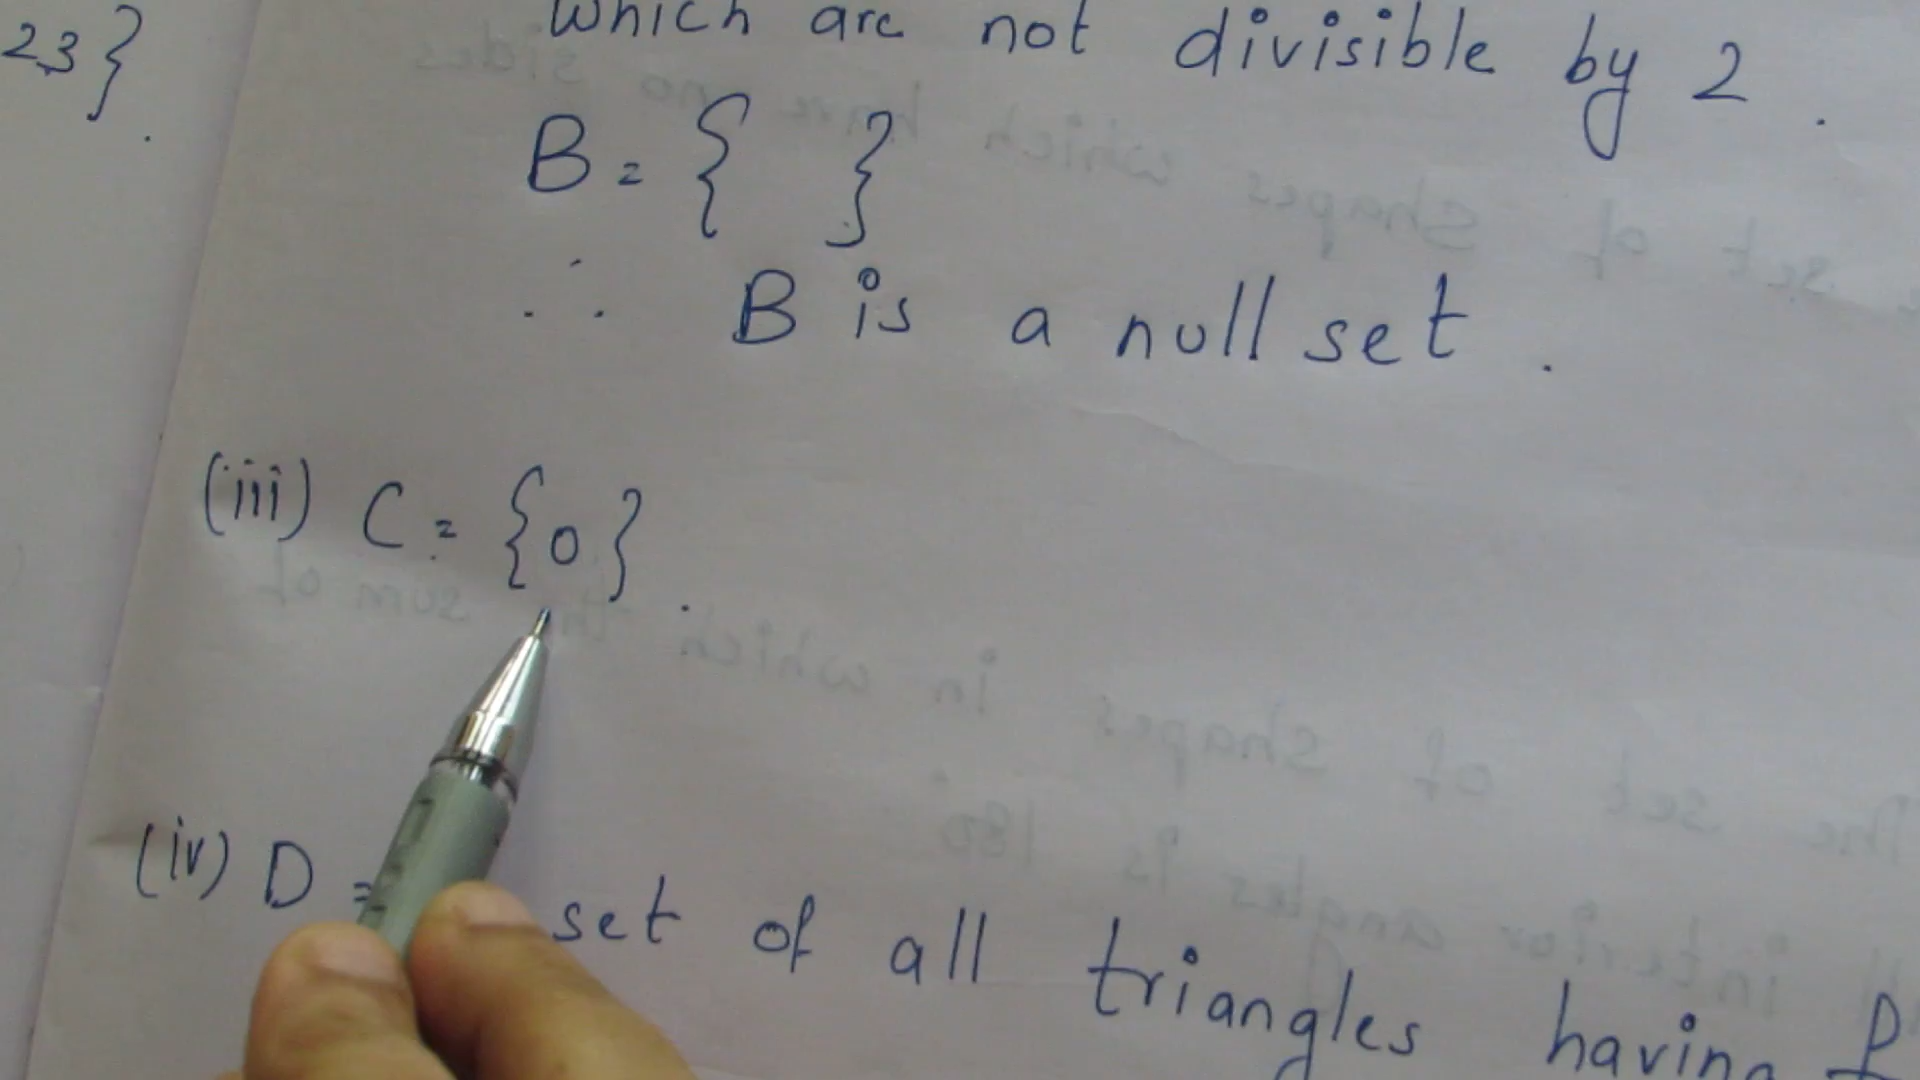 23}.
which are not divisible by 2.
B = { }
∴ B is a null set.
(iii) C = {0}.
(iv) D = set of all triangles having